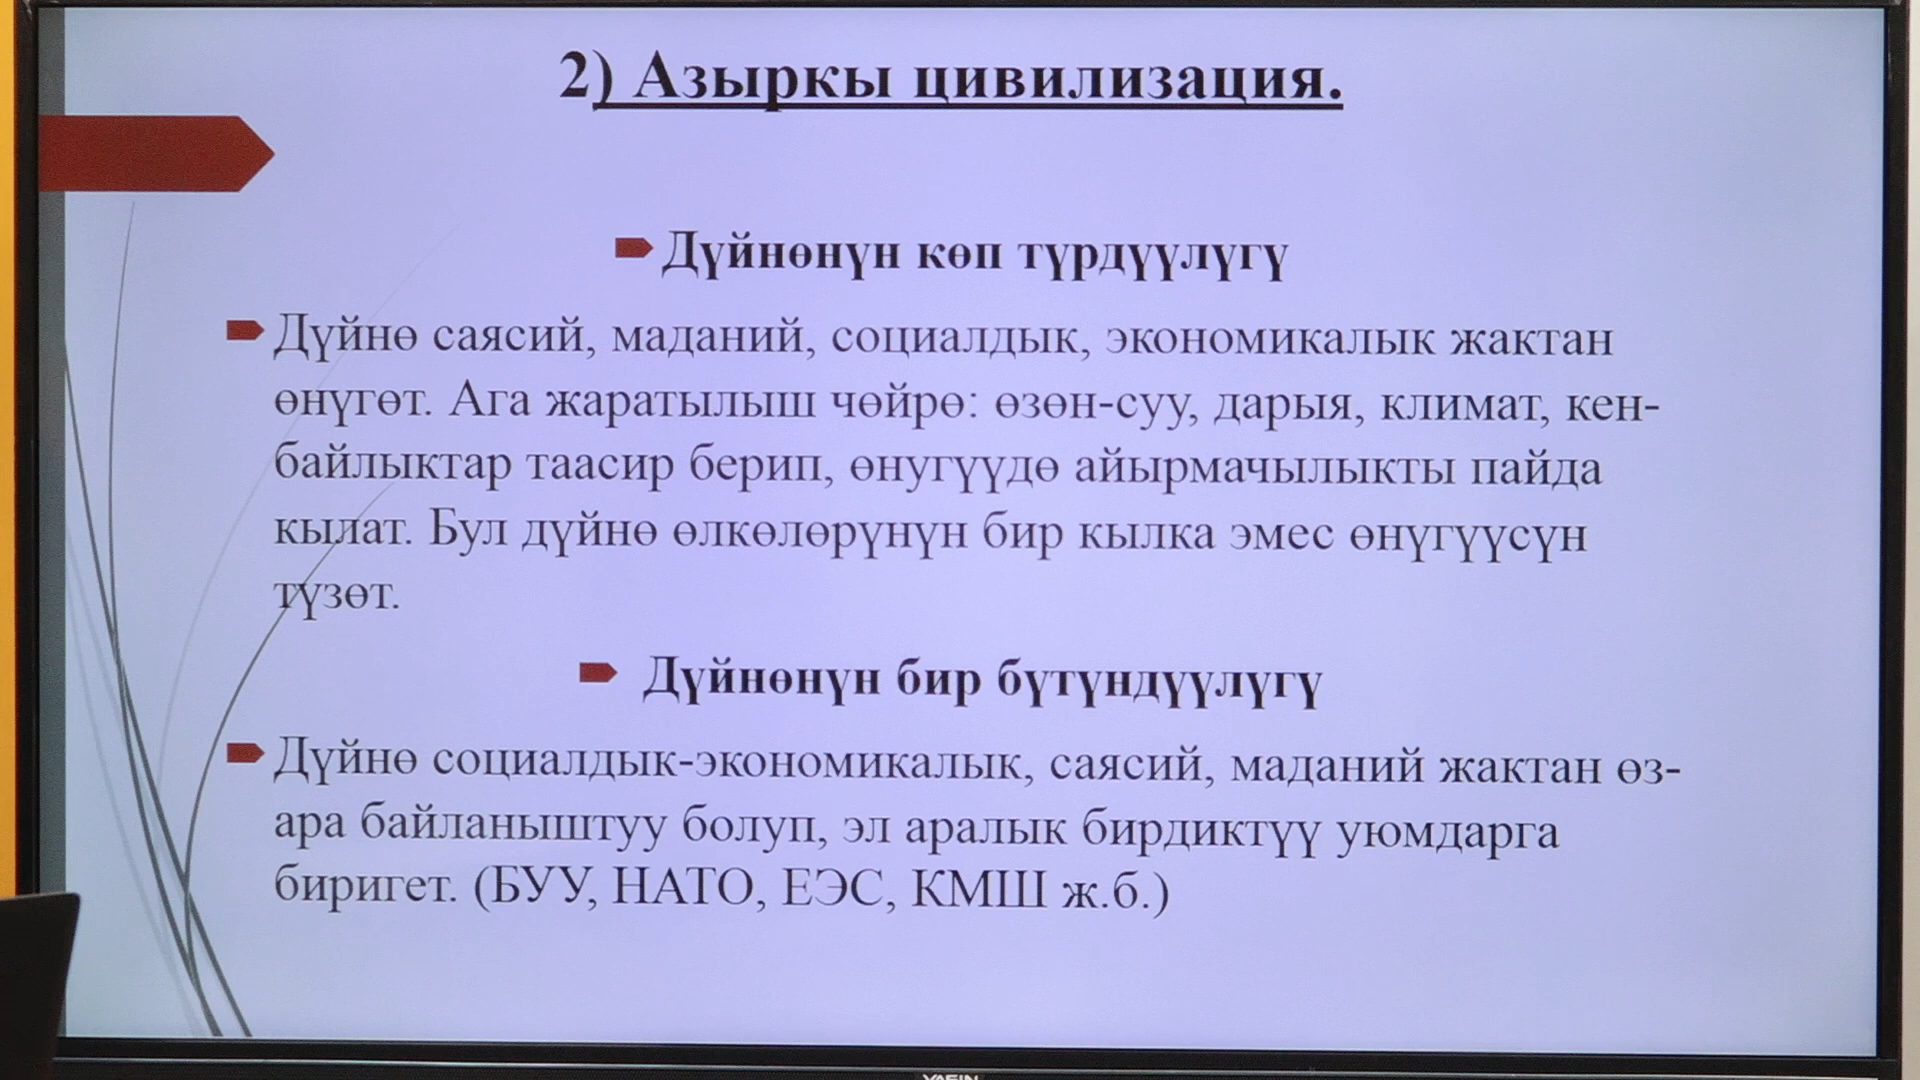 2) Азыркы цивилизация.
Дүйнөнүн көп түрдүүлүгү
Дүйнө саясий, маданий, социалдык, экономикалык жактан
өнүгөт. Ага жаратылыш чөйрө: өзөн-суу, дарыя, климат, кен-
байлыктар таасир берип, өнугүүдө айырмачылыкты пайда
кылат. Бул дүйнө өлкөлөрүнүн бир кылка эмес өнүгүүсүн
түзөт.
Дүйнөнүн бир бүтүндүүлүгү
Дүйнө социалдык-экономикалык, саясий, маданий жактан өз-
ара байланыштуу болуп, эл аралык бирдиктүү уюмдарга
биригет. (БУУ, НАТО, ЕЭС, КМШ ж.б.)